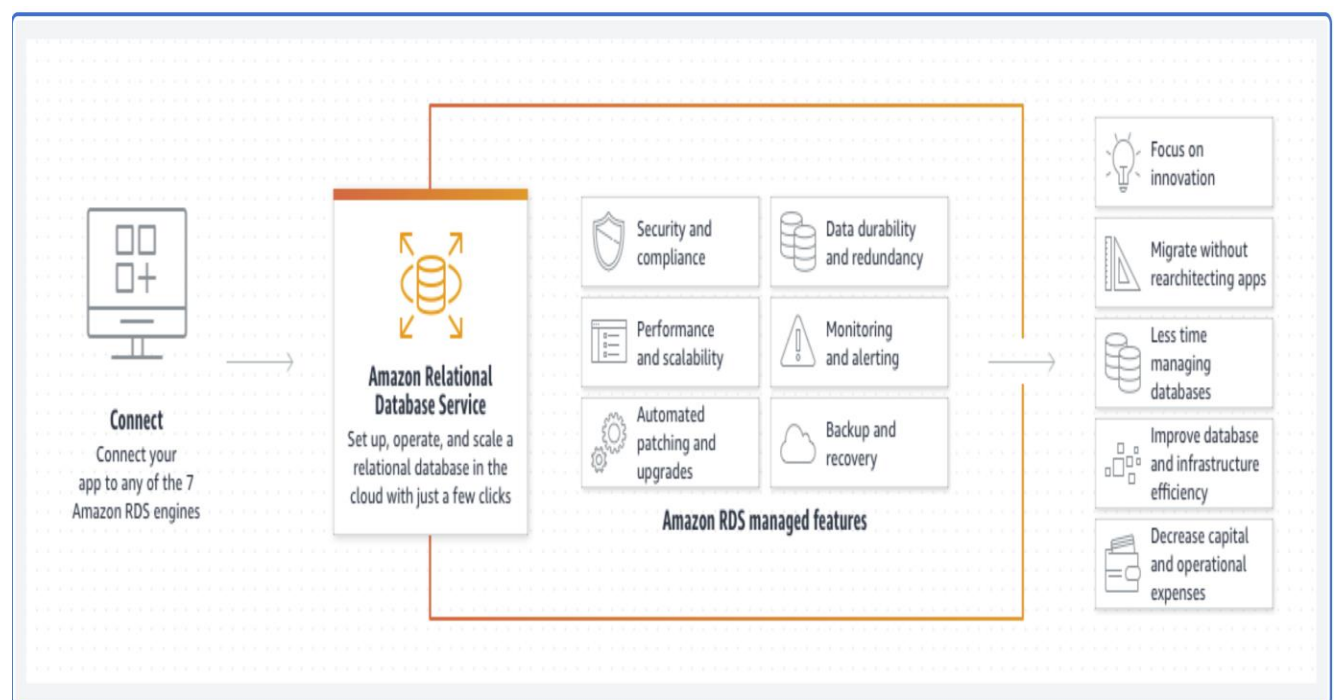 Connect
Connect your
app to any of the 7
Amazon RDS engines
Amazon Relational
Database Service
Set up, operate, and scale a
relational database in the
cloud with just a few clicks
Security and
compliance
Data durability
and redundancy
Performance
and scalability
Monitoring
and alerting
Automated
patching and
upgrades
Backup and
recovery
Amazon RDS managed features
Focus on
innovation
Migrate without
rearchitecting apps
Less time
managing
databases
Improve database
and infrastructure
efficiency
Decrease capital
and operational
expenses